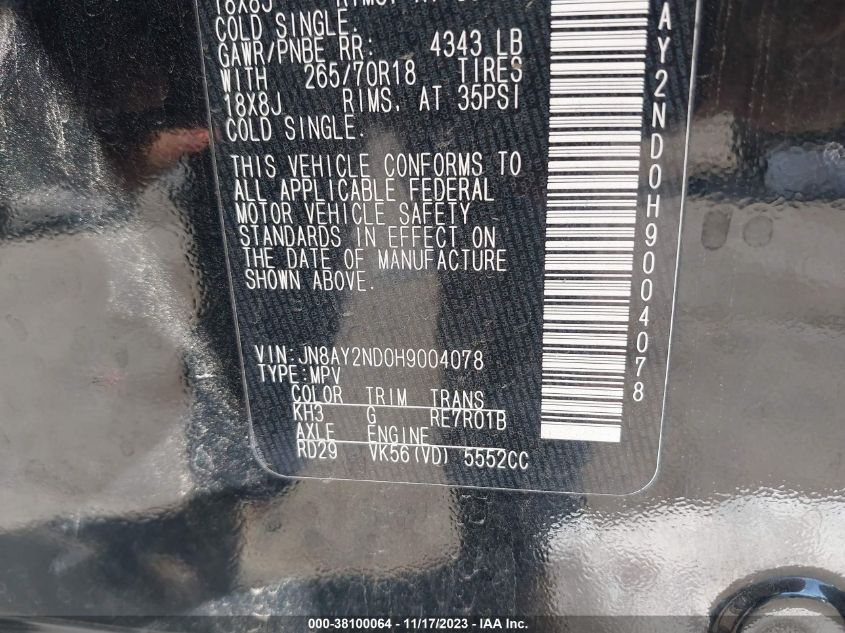 18X8J RIMS. AT
COLD SINGLE.
GAWR/PNBE RR: 4343 LB
WITH 265/70R18 TIRES
18X8J RIMS. AT 35PSI
COLD SINGLE.
THIS VEHICLE CONFORMS TO
ALL APPLICABLE FEDERAL
MOTOR VEHICLE SAFETY
STANDARDS IN EFFECT ON
THE DATE OF MANUFACTURE
SHOWN ABOVE.
VIN:JN8AY2ND0H9004078
TYPE:MPV
COLOR TRIM TRANS
KH3 G RE7R01B
AXLE ENGINE
RD29 VK56(VD) 5552CC
AY2ND0H9004078
000-38100064 - 11/17/2023 - IAA Inc.